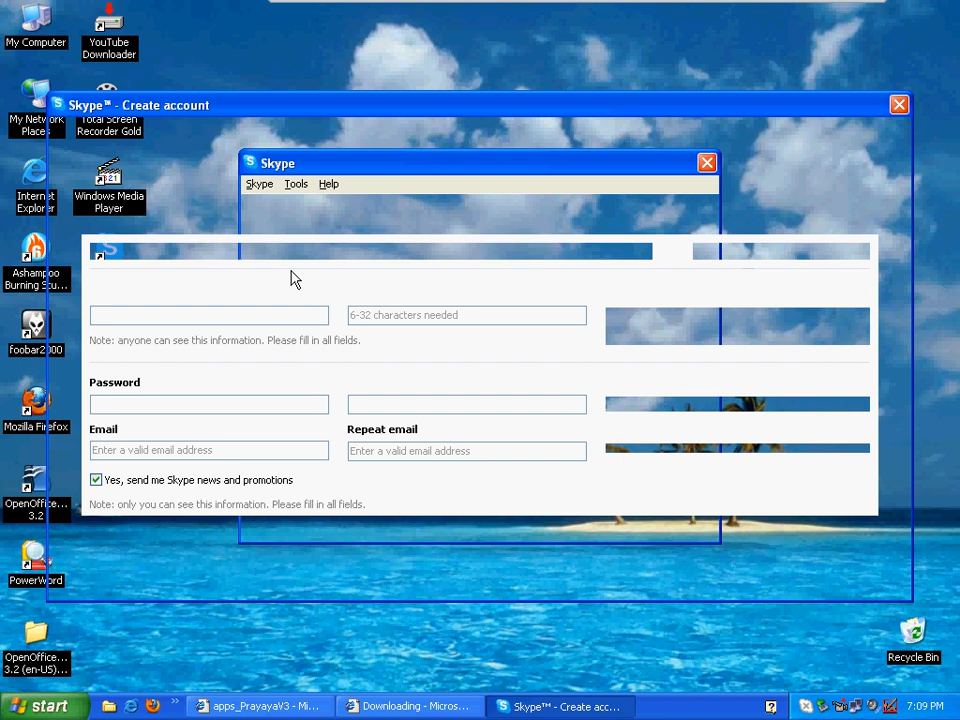 My Computer
YouTube
Downloader
Skype™ - Create account
My Network
Places
Total Screen
Recorder Gold
Skype
Skype Tools Help
Internet
Explorer
321
Windows Media
Player
Ashampoo
Burning Stu...
6-32 characters needed
Note: anyone can see this information. Please fill in all fields.
foobar2000
Password
Mozilla Firefox
Email
Repeat email
Enter a valid email address
Enter a valid email address
Yes, send me Skype news and promotions
Note: only you can see this information. Please fill in all fields.
OpenOffice...
3.2
PowerWord
OpenOffice...
3.2 (en-US)...
Recycle Bin
start
apps_PrayayaV3 - Mi...
Downloading - Micros...
Skype™ - Create acc...
7:09 PM